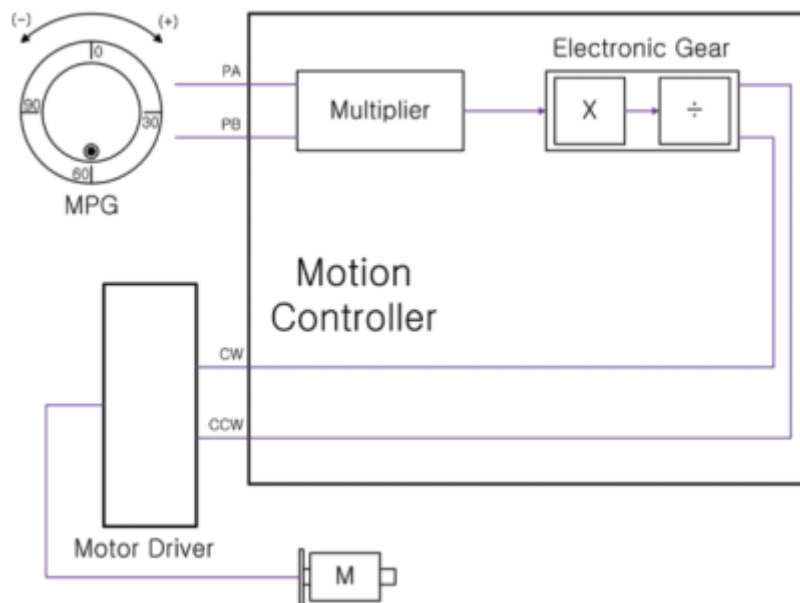 (-)
(+)
0
90
30
60
MPG
PA
PB
Multiplier
Electronic Gear
X
÷
Motion
Controller
CW
CCW
Motor Driver
M